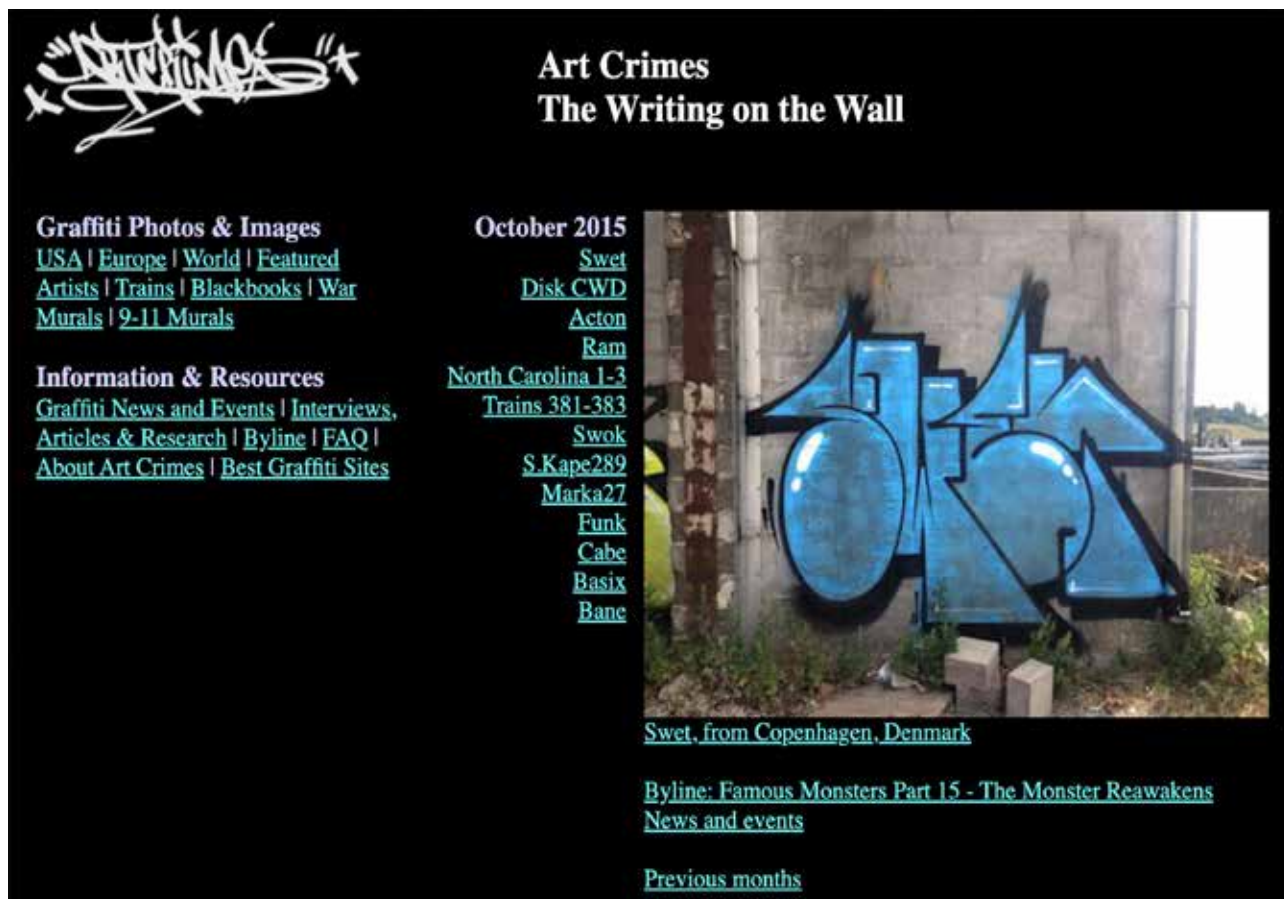 "ART CRIMES"
Art Crimes
The Writing on the Wall
Graffiti Photos & Images
USA | Europe | World | Featured
Artists | Trains | Blackbooks | War
Murals | 9-11 Murals
Information & Resources
Graffiti News and Events | Interviews,
Articles & Research | Byline | FAQ |
About Art Crimes | Best Graffiti Sites
October 2015
Swet
Disk CWD
Acton
Ram
North Carolina 1-3
Trains 381-383
Swok
S.Kape289
Marka27
Funk
Cabe
Basix
Bane
Swet, from Copenhagen, Denmark
Byline: Famous Monsters Part 15 - The Monster Reawakens
News and events
Previous months